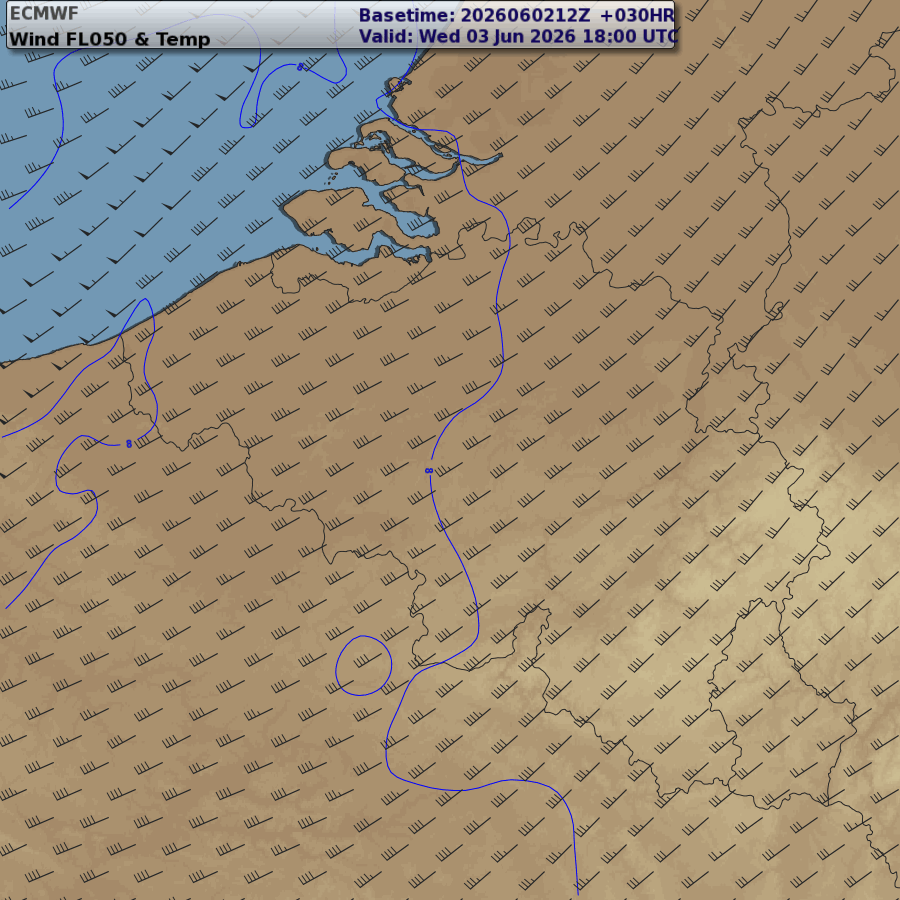 ECMWF
Basetime: 2026060212Z +030HR
Wind FL050 & Temp
Valid: Wed 03 Jun 2026 18:00 UTC
8
8
8